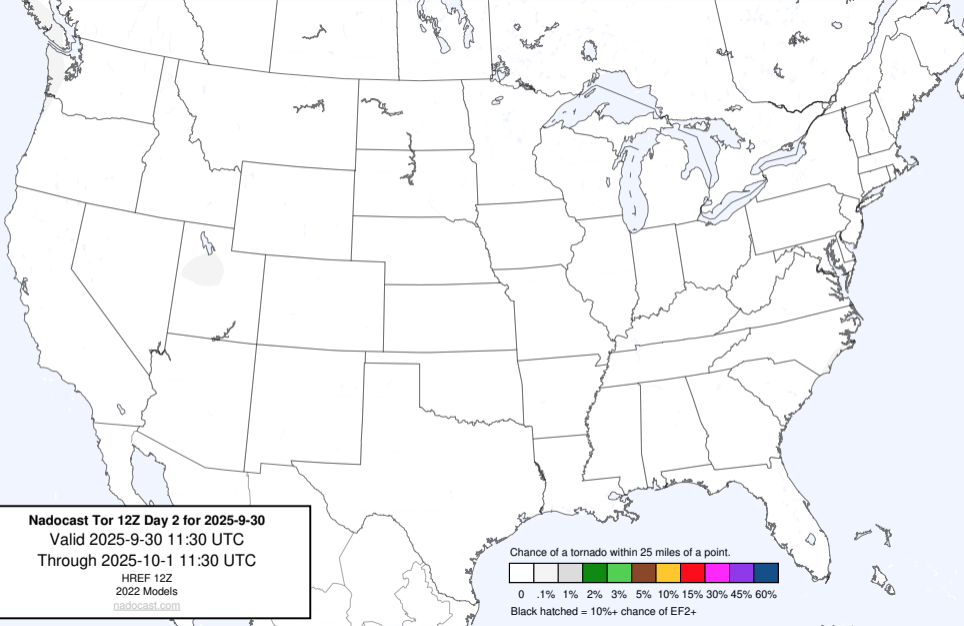 Nadocast Tor 12Z Day 2 for 2025-9-30
Valid 2025-9-30 11:30 UTC
Through 2025-10-1 11:30 UTC
HREF 12Z
2022 Models
nadocast.com
Chance of a tornado within 25 miles of a point.
0 .1% 1% 2% 3% 5% 10% 15% 30% 45% 60%
Black hatched = 10%+ chance of EF2+